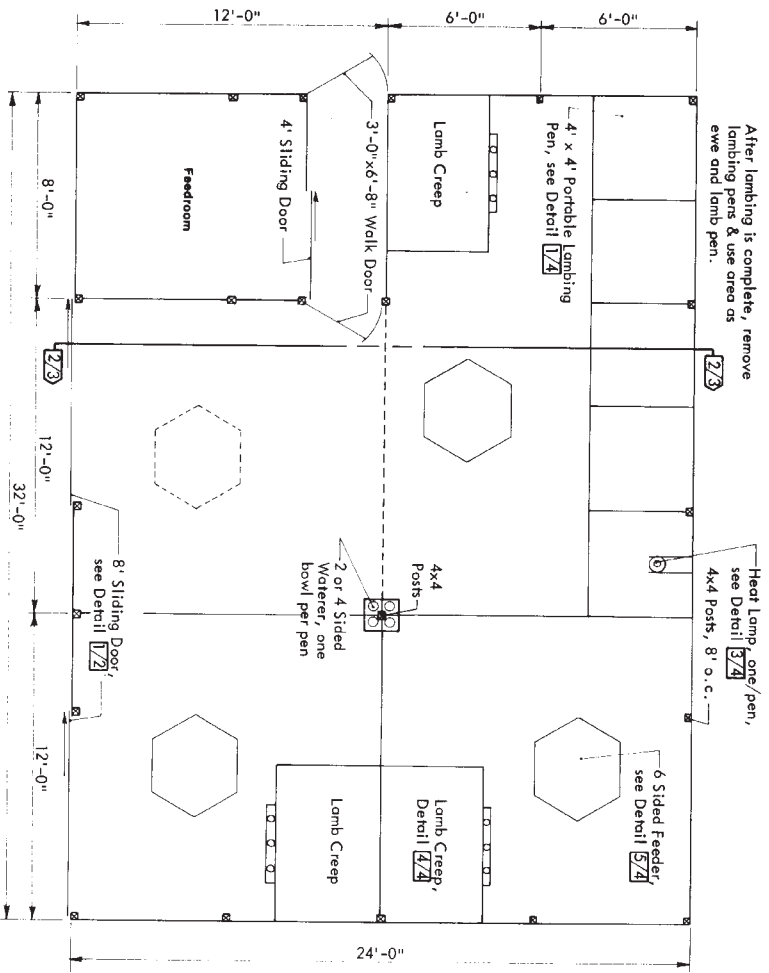 After lambing is complete, remove
lambing pens & use area as
ewe and lamb pen.
2/3
Heat Lamp, one/pen,
see Detail 3/4
4x4 Posts, 8' o.c.
6'-0"
6'-0"
12'-0"
24'-0"
4' x 4' Portable Lambing
Pen, see Detail 1/4
Lamb Creep
6 Sided Feeder,
see Detail 5/4
3'-0"x6'-8" Walk Door
4' Sliding Door
Feedroom
4x4
Posts
2 or 4 Sided
Waterer, one
bowl per pen
Lamb Creep,
Detail 4/4
Lamb Creep
2/3
8' Sliding Door,
see Detail 1/2
8'-0"
12'-0"
12'-0"
32'-0"